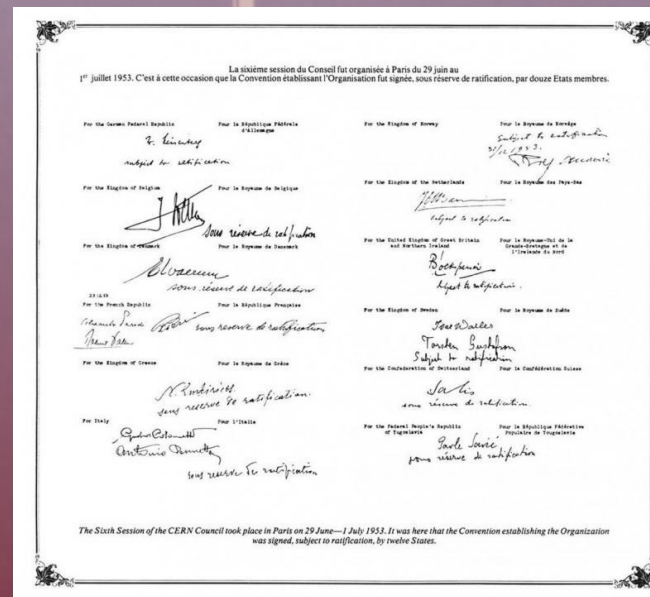 La sixième session du Conseil fut organisée à Paris du 29 juin au
1er juillet 1953. C'est à cette occasion que la Convention établissant l'Organisation fut signée, sous réserve de ratification, par douze Etats membres.
For the German Federal Republic
Pour la République Fédérale
d'Allemagne
subject to ratification
For the Kingdom of Belgium
Pour le Royaume de Belgique
sous réserve de ratification
For the Kingdom of Denmark
Pour le Royaume de Danemark
sous réserve de ratification
For the French Republic
Pour la République Française
sous reserve de ratification
For the Kingdom of Greece
Pour le Royaume de Grèce
sous reserve de ratification.
For Italy
Pour l'Italie
Antonio
sous reserve de ratification
For the Kingdom of Norway
Pour le Royaume de Norvège
Subject to ratification
31/12 1953.
For the Kingdom of the Netherlands
Pour le Royaume des Pays-Bas
subject to ratification
For the United Kingdom of Great Britain
and Northern Ireland
Pour le Royaume-Uni de la
Grande-Bretagne et de
l'Irelande du Nord
subject to ratification.
For the Kingdom of Sweden
Pour le Royaume de Suède
Torsten Gustafson
Subject to ratification
For the Confederation of Switzerland
Pour la Confédération Suisse
sous réserve de ratification.
For the Federal People's Republic
of Yugoslavia
Pour la République Fédérative
Populaire de Yougoslavie
Pavle Savić
sous réserve de ratification
The Sixth Session of the CERN Council took place in Paris on 29 June—1 July 1953. It was here that the Convention establishing the Organization
was signed, subject to ratification, by twelve States.